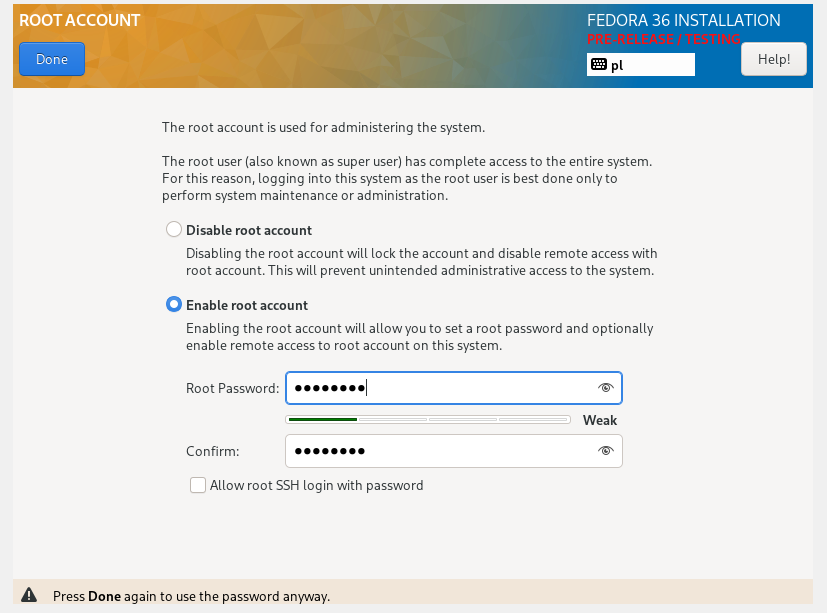 ROOT ACCOUNT
FEDORA 36 INSTALLATION
PRE-RELEASE / TESTING
Done
pl
Help!
The root account is used for administering the system.
The root user (also known as super user) has complete access to the entire system.
For this reason, logging into this system as the root user is best done only to
perform system maintenance or administration.
Disable root account
Disabling the root account will lock the account and disable remote access with
root account. This will prevent unintended administrative access to the system.
Enable root account
Enabling the root account will allow you to set a root password and optionally
enable remote access to root account on this system.
Root Password: ●●●●●●●●
Weak
Confirm: ●●●●●●●●
Allow root SSH login with password
Press Done again to use the password anyway.